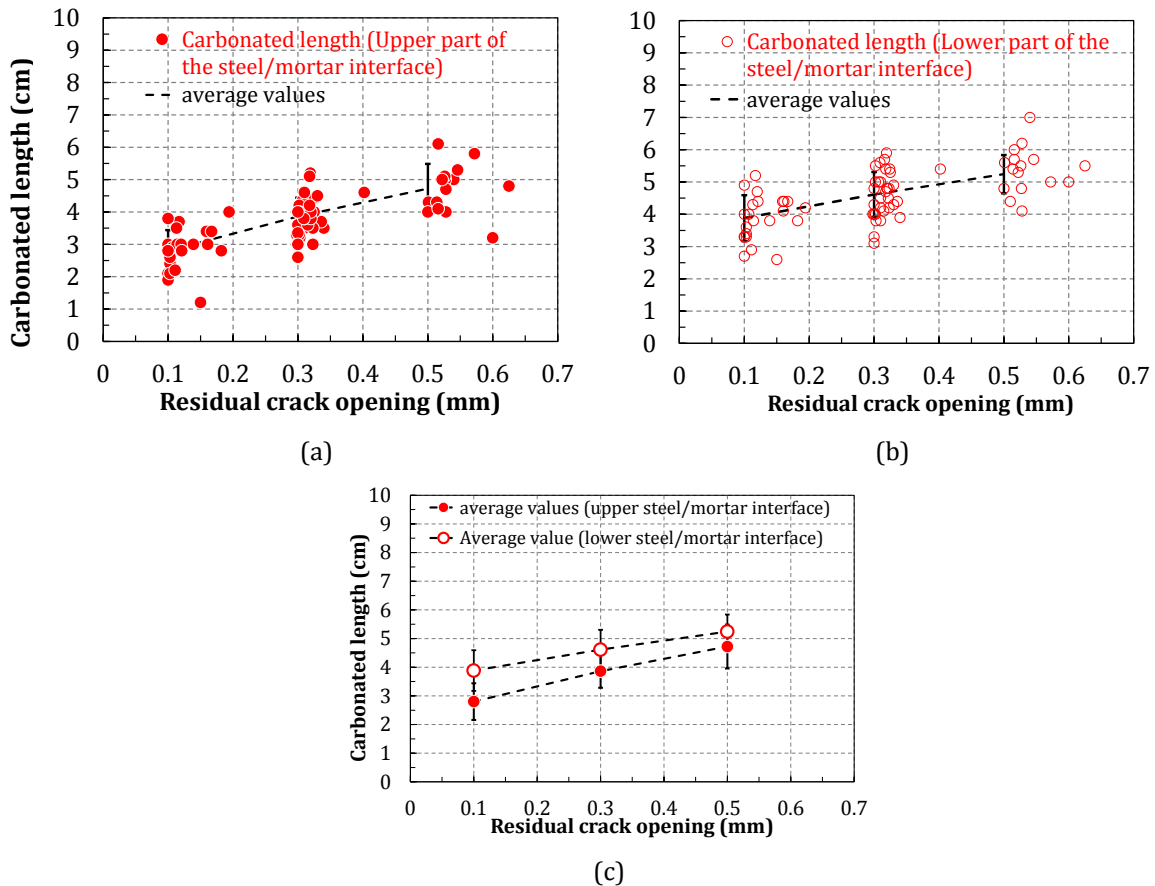 10
9
8
7
6
5
4
3
2
1
0
Carbonated length (cm)
Carbonated length (Upper part of
the steel/mortar interface)
average values
0 0.1 0.2 0.3 0.4 0.5 0.6 0.7
Residual crack opening (mm)
(a)
10
9
8
7
6
5
4
3
2
1
0
Carbonated length (cm)
Carbonated length (Lower part of the
steel/mortar interface)
average values
0 0.1 0.2 0.3 0.4 0.5 0.6 0.7
Residual crack opening (mm)
(b)
10
9
8
7
6
5
4
3
2
1
0
Carbonated length (cm)
average values (upper steel/mortar interface)
Average value (lower steel/mortar interface)
0 0.1 0.2 0.3 0.4 0.5 0.6 0.7
Residual crack opening (mm)
(c)